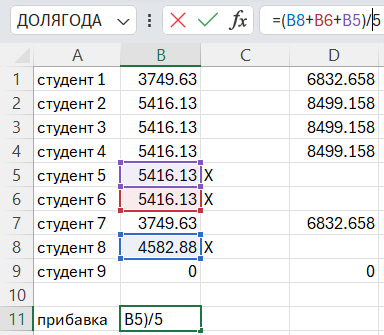 ДОЛЯГОДА fx =(B8+B6+B5)/5
A B C D
1 студент 1 3749.63 6832.658
2 студент 2 5416.13 8499.158
3 студент 3 5416.13 8499.158
4 студент 4 5416.13 8499.158
5 студент 5 5416.13 X
6 студент 6 5416.13 X
7 студент 7 3749.63 6832.658
8 студент 8 4582.88 X
9 студент 9 0 0
10
11 прибавка B5)/5